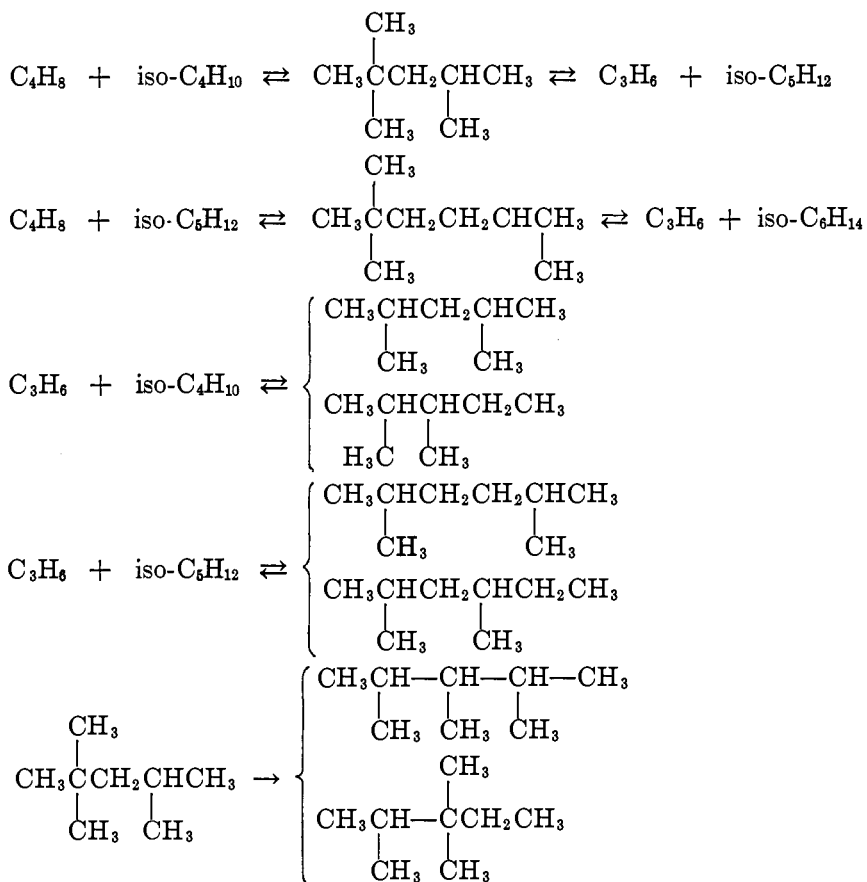 CH₃
C₄H₈ + iso-C₄H₁₀ ⇄ CH₃CCH₂CHCH₃ ⇄ C₃H₆ + iso-C₅H₁₂
CH₃ CH₃
CH₃
C₄H₈ + iso-C₅H₁₂ ⇄ CH₃CCH₂CH₂CHCH₃ ⇄ C₃H₆ + iso-C₆H₁₄
CH₃ CH₃
CH₃CHCH₂CHCH₃
CH₃ CH₃
C₃H₆ + iso-C₄H₁₀ ⇄
CH₃CHCHCH₂CH₃
H₃C CH₃
CH₃CHCH₂CH₂CHCH₃
CH₃ CH₃
C₃H₆ + iso-C₅H₁₂ ⇄
CH₃CHCH₂CHCH₂CH₃
CH₃ CH₃
CH₃CH—CH—CH—CH₃
CH₃ CH₃ CH₃
CH₃
CH₃CCH₂CHCH₃ →
CH₃ CH₃
CH₃
CH₃CH—CCH₂CH₃
CH₃ CH₃